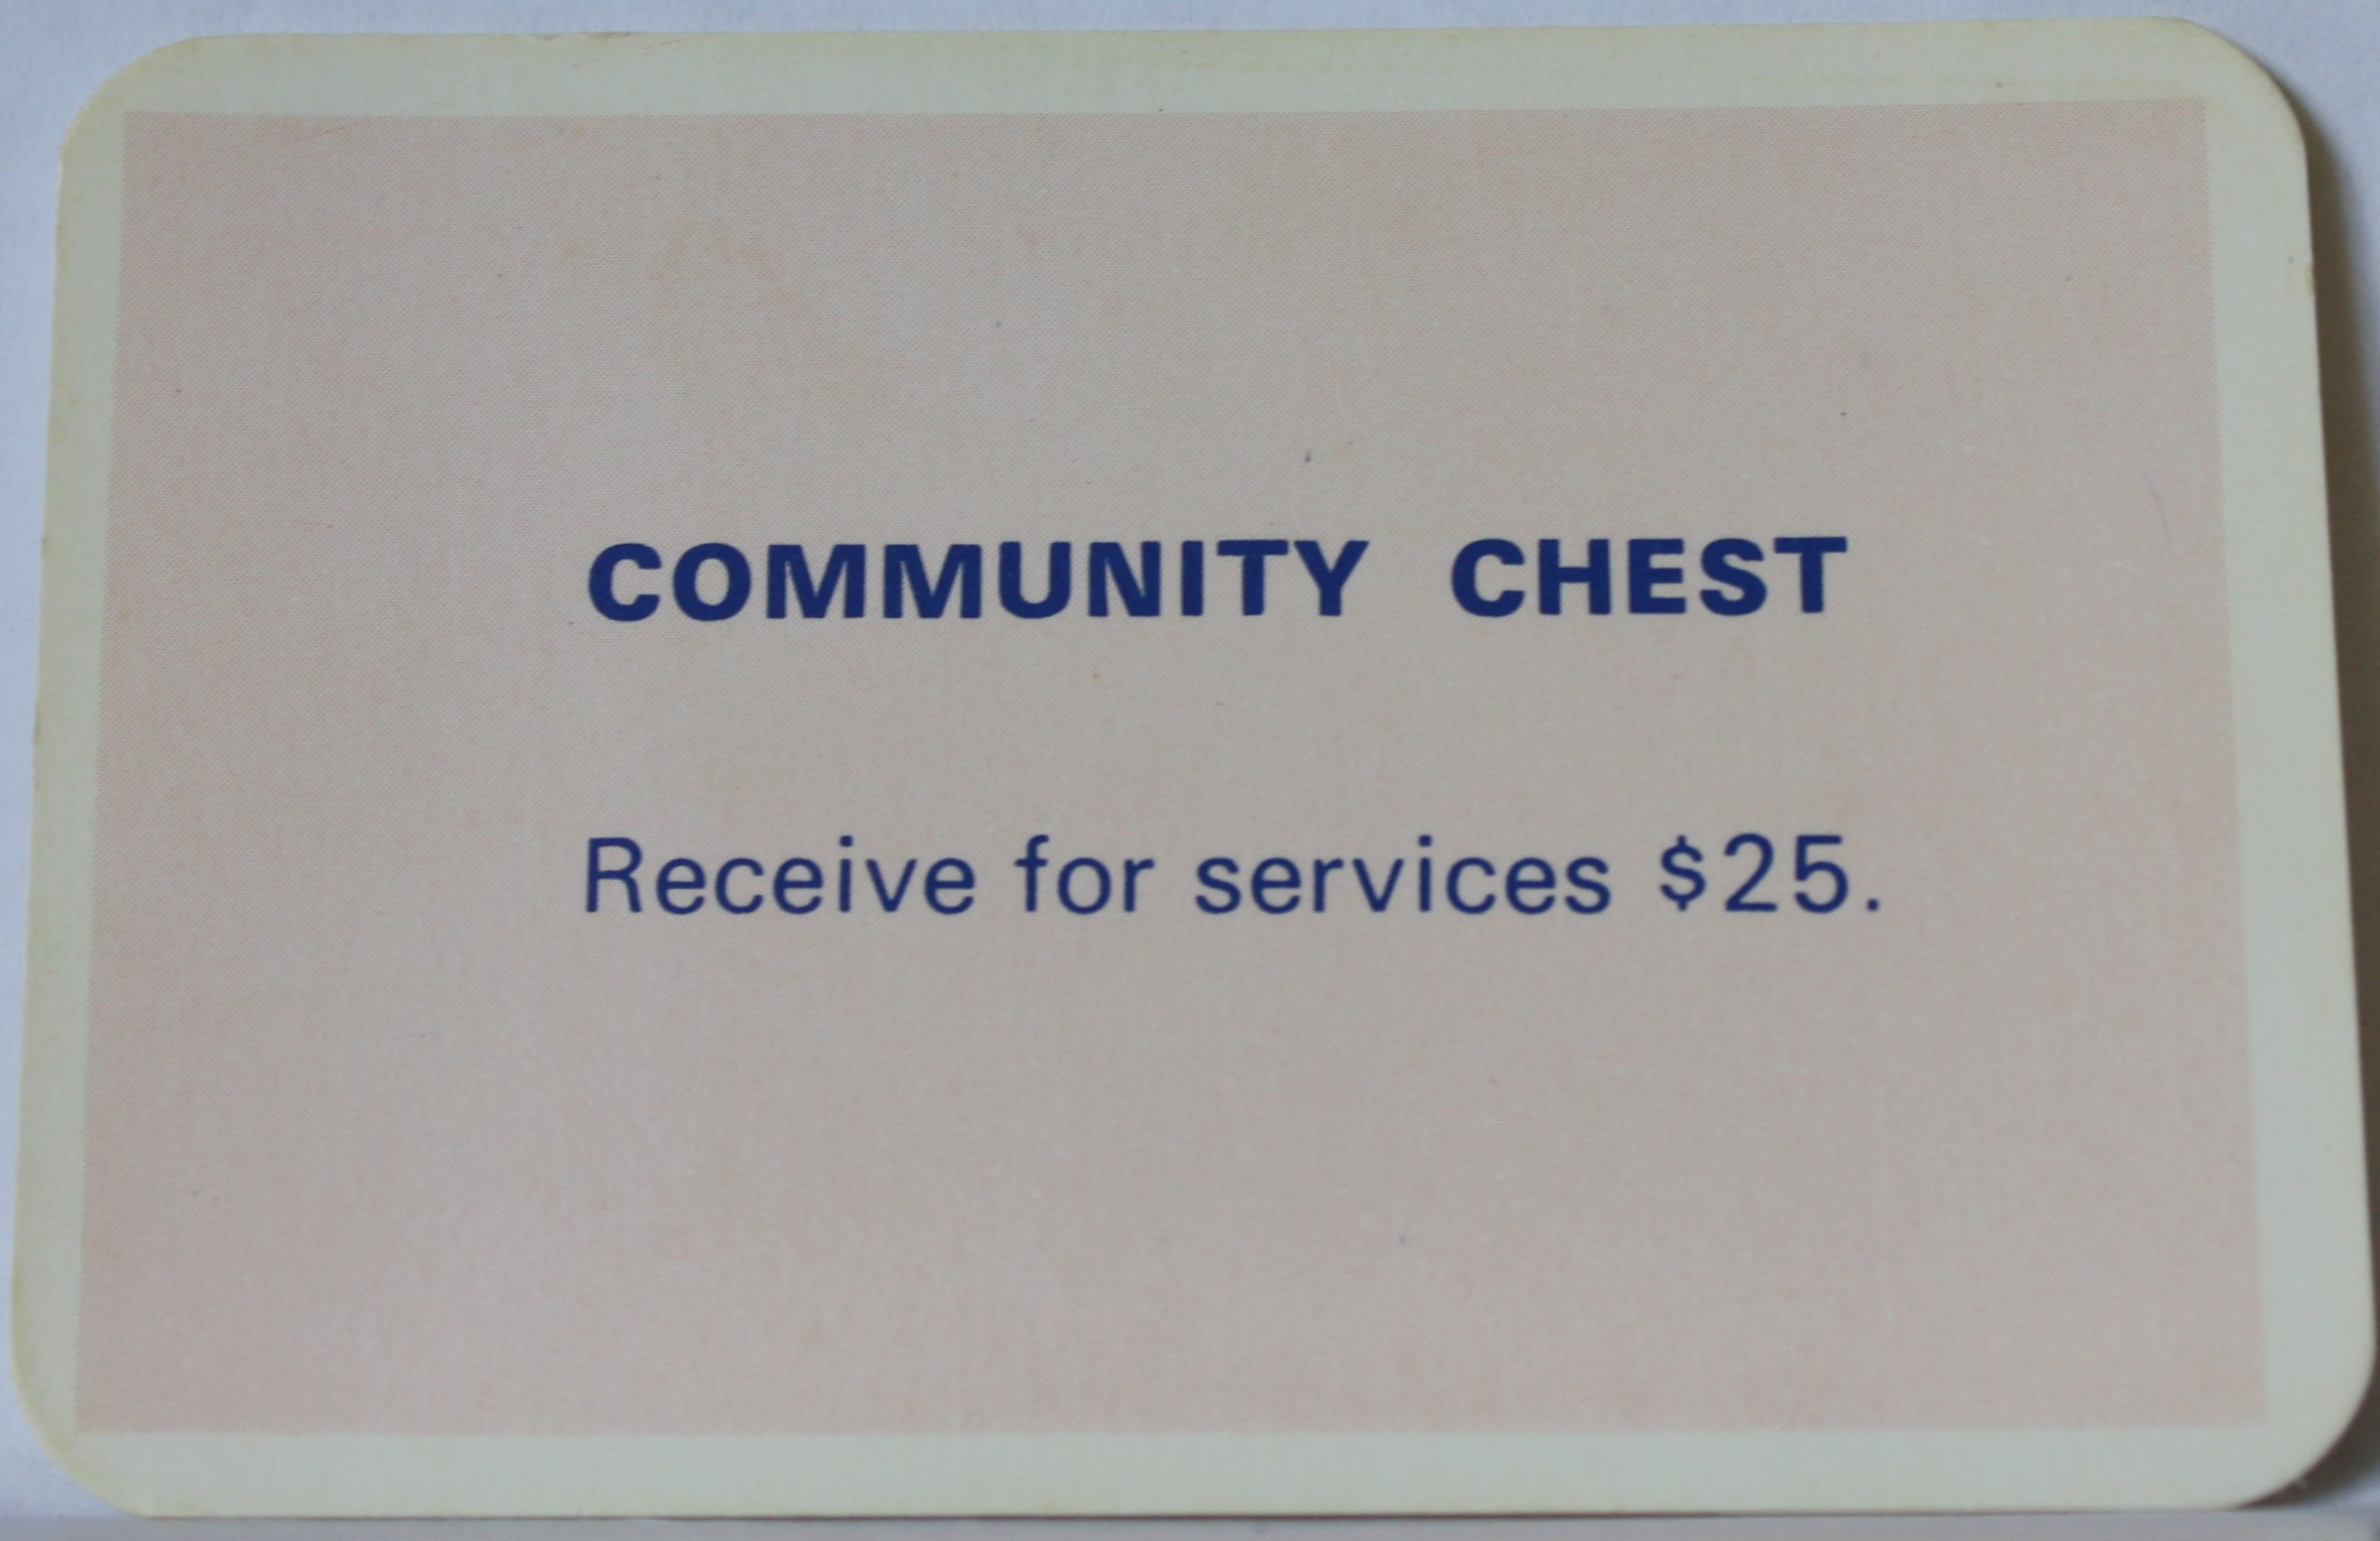 COMMUNITY CHEST
Receive for services $25.